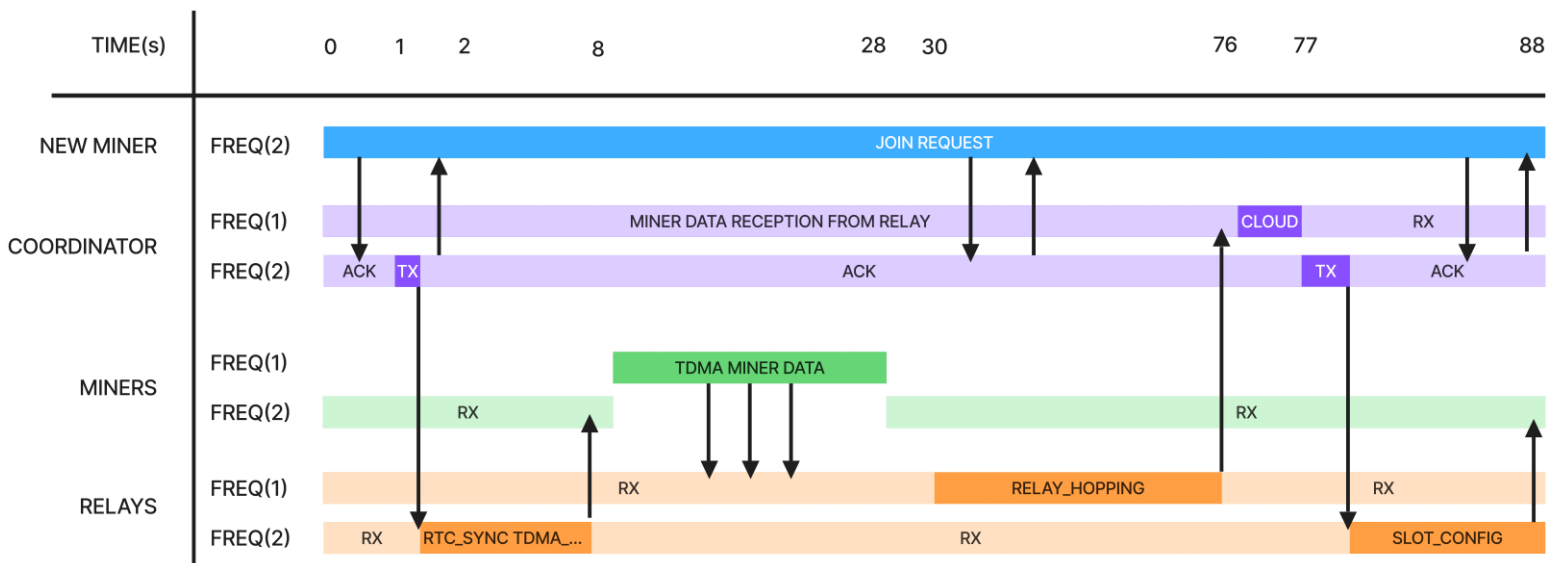 TIME(s) 0 1 2 8 28 30 76 77 88
NEW MINER FREQ(2) JOIN REQUEST
COORDINATOR
FREQ(1) MINER DATA RECEPTION FROM RELAY CLOUD RX
FREQ(2) ACK TX ACK TX ACK
MINERS
FREQ(1) TDMA MINER DATA
FREQ(2) RX RX
RELAYS
FREQ(1) RX RELAY_HOPPING RX
FREQ(2) RX RTC_SYNC TDMA_... RX SLOT_CONFIG